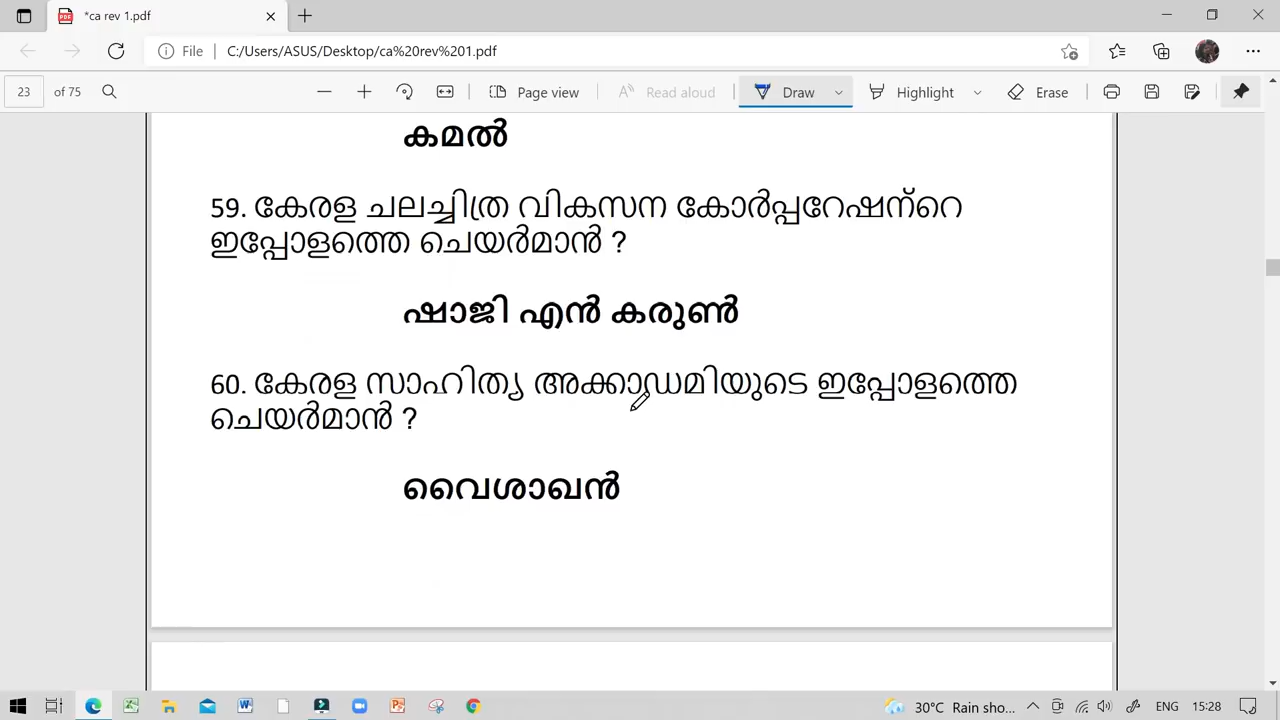 *ca rev 1.pdf
File
C:/Users/ASUS/Desktop/ca%20rev%201.pdf
23 of 75
Page view
Read aloud
Draw
Highlight
Erase
കമൽ
59. കേരള ചലച്ചിത്ര വികസന കോർപ്പറേഷന്റെ
ഇപ്പോളത്തെ ചെയർമാൻ ?
ഷാജി എൻ കരുൺ
60. കേരള സാഹിത്യ അക്കാഡമിയുടെ ഇപ്പോളത്തെ
ചെയർമാൻ ?
വൈശാഖൻ
30°C Rain sho...
ENG
15:28